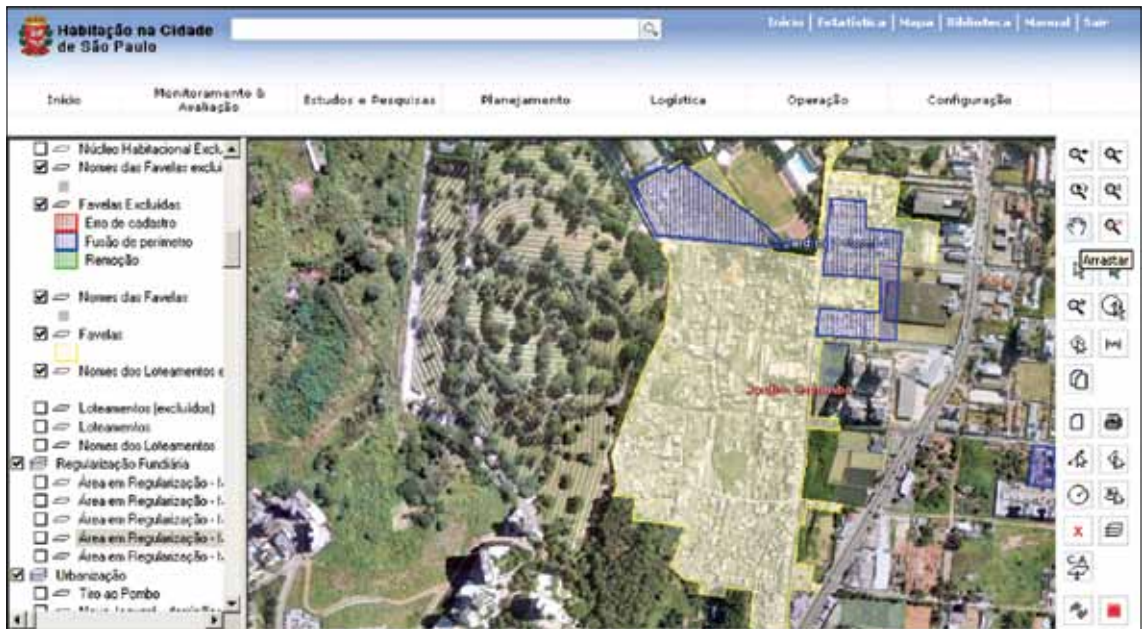 Habitação na Cidade
de São Paulo
Início | Estatística | Mapa | Biblioteca | Manual | Sair
Início
Monitoramento &
Avaliação
Estudos e Pesquisas
Planejamento
Logística
Operação
Configuração
Núcleo Habitacional Exclu
Nomes das Favelas exclui
Favelas Excluídas
Erro de cadastro
Fusão de perímetro
Remoção
Nomes das Favelas
Favelas
Nomes dos Loteamentos e
Loteamentos (excluídos)
Loteamentos
Nomes dos Loteamentos
Regularização Fundiária
Área em Regularização -
Área em Regularização -
Área em Regularização -
Área em Regularização -
Área em Regularização -
Urbanização
Tiro ao Pombo
Arrastar